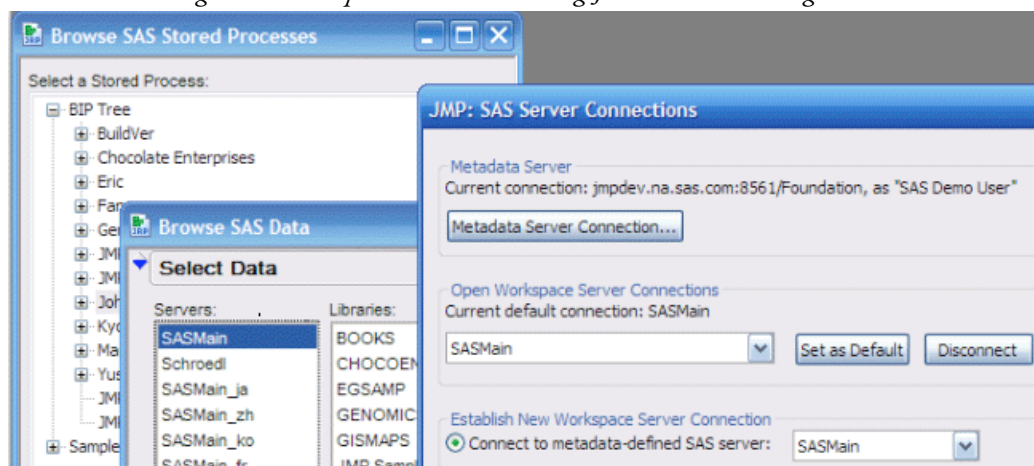 Browse SAS Stored Processes
Select a Stored Process:
BIP Tree
BuildVer
Chocolate Enterprises
Eric
JMP: SAS Server Connections
Metadata Server
Current connection: jmpdev.na.sas.com:8561/Foundation, as "SAS Demo User"
Metadata Server Connection...
Open Workspace Server Connections
Current default connection: SASMain
SASMain
Set as Default
Disconnect
Establish New Workspace Server Connection
Connect to metadata-defined SAS server:
SASMain
Browse SAS Data
Select Data
Servers:
Libraries:
SASMain
BOOKS
Schroedl
CHOCOEN
SASMain_ja
EGSAMP
SASMain_zh
GENOMIC
SASMain_ko
GISMAPS
SASMain_fr
JMP Sampl
Sample